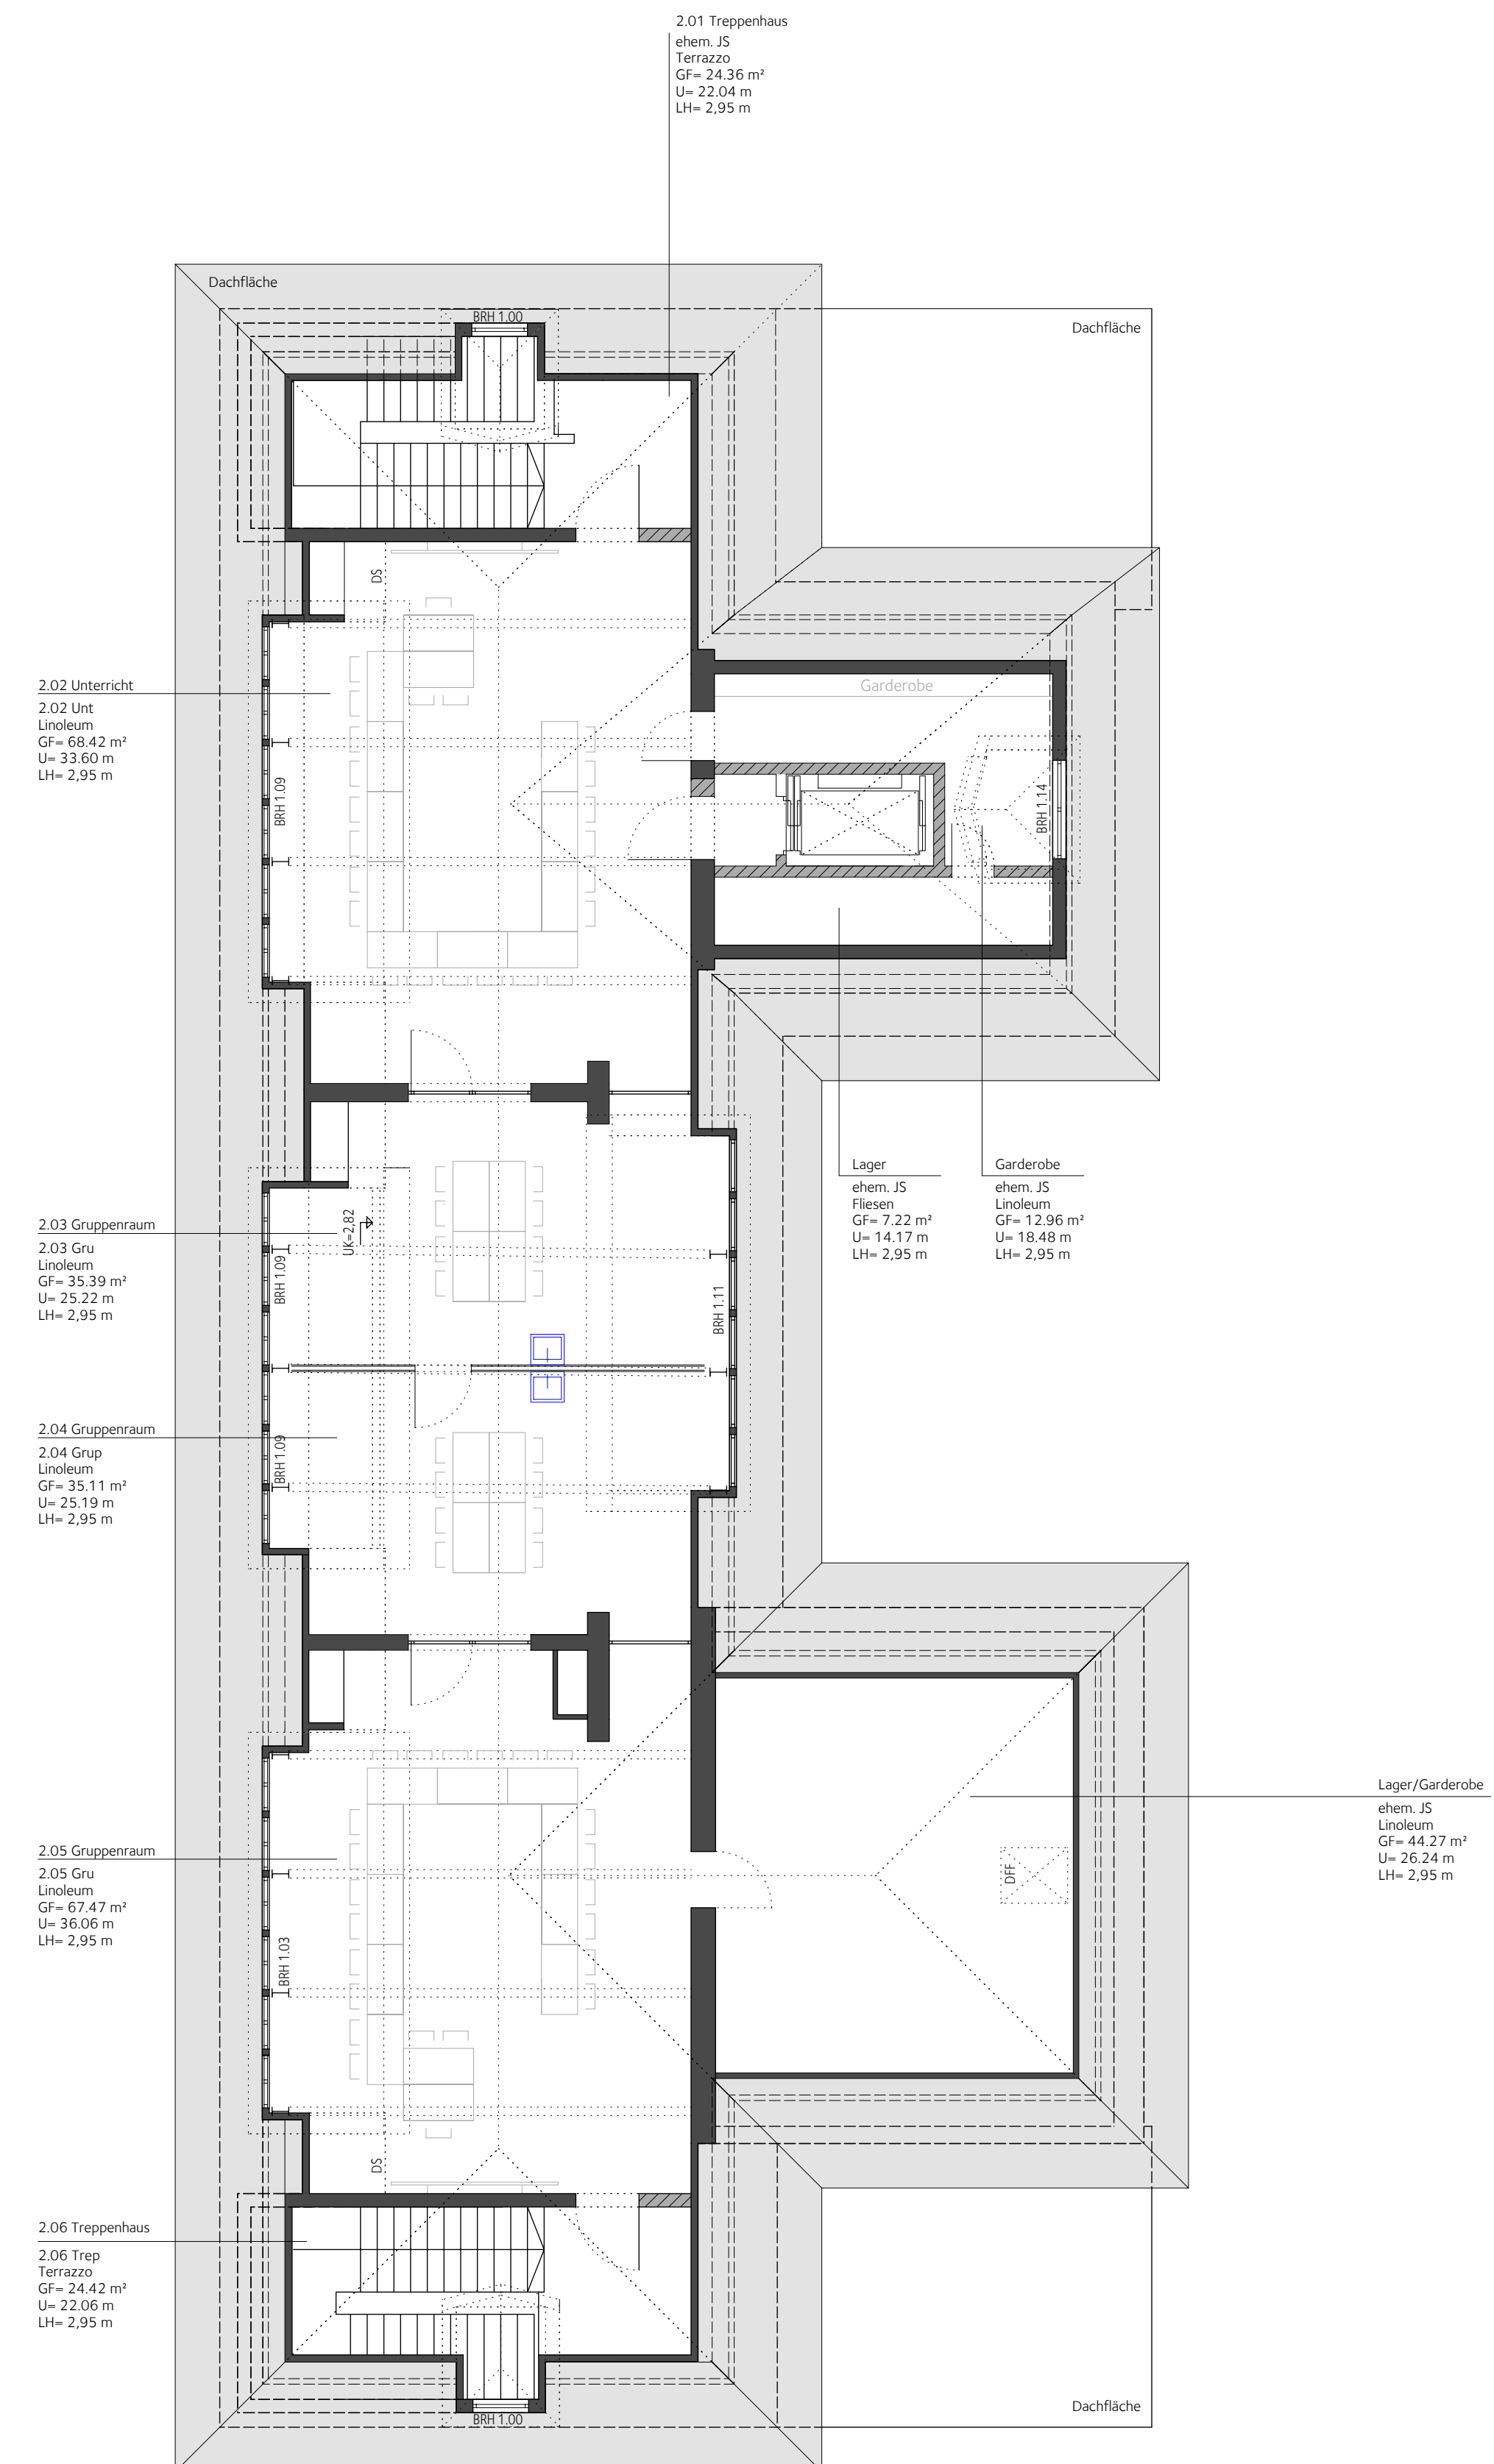 2.01 Treppenhaus
ehem. JS
Terrazzo
GF= 24.36 m²
U= 22.04 m
LH= 2,95 m
Dachfläche
BRH 1.00
Dachfläche
DS
2.02 Unterricht
2.02 Unt
Linoleum
GF= 68.42 m²
U= 33.60 m
LH= 2,95 m
BRH 1.09
Garderobe
BRH 1.14
Lager
ehem. JS
Fliesen
GF= 7.22 m²
U= 14.17 m
LH= 2,95 m
Garderobe
ehem. JS
Linoleum
GF= 12.96 m²
U= 18.48 m
LH= 2,95 m
2.03 Gruppenraum
2.03 Gru
Linoleum
GF= 35.39 m²
U= 25.22 m
LH= 2,95 m
UK=2,82
BRH 1.09
BRH 1.11
2.04 Gruppenraum
2.04 Grup
Linoleum
GF= 35.11 m²
U= 25.19 m
LH= 2,95 m
BRH 1.09
Lager/Garderobe
ehem. JS
Linoleum
GF= 44.27 m²
U= 26.24 m
LH= 2,95 m
DFF
2.05 Gruppenraum
2.05 Gru
Linoleum
GF= 67.47 m²
U= 36.06 m
LH= 2,95 m
BRH 1.03
DS
2.06 Treppenhaus
2.06 Trep
Terrazzo
GF= 24.42 m²
U= 22.06 m
LH= 2,95 m
BRH 1.00
Dachfläche